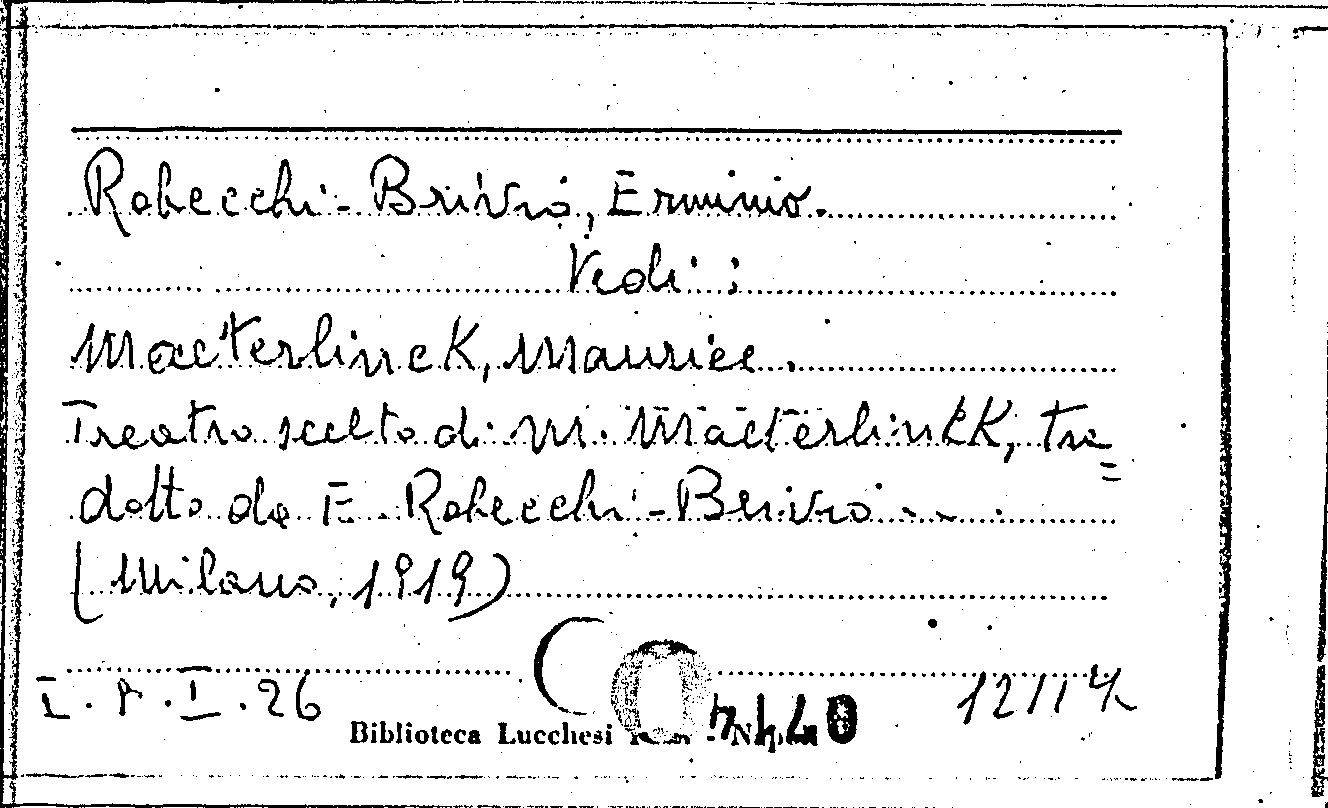 Robecchi-Brivio, Erminio.
Vedi:
Maeterlinck, Maurice.
Teatro scelto di M. Maeterlinck, tra=
dotto da E. Robecchi-Brivio...
(Milano, 1919)
I. P. I. 26
12117
Biblioteca Lucchesi